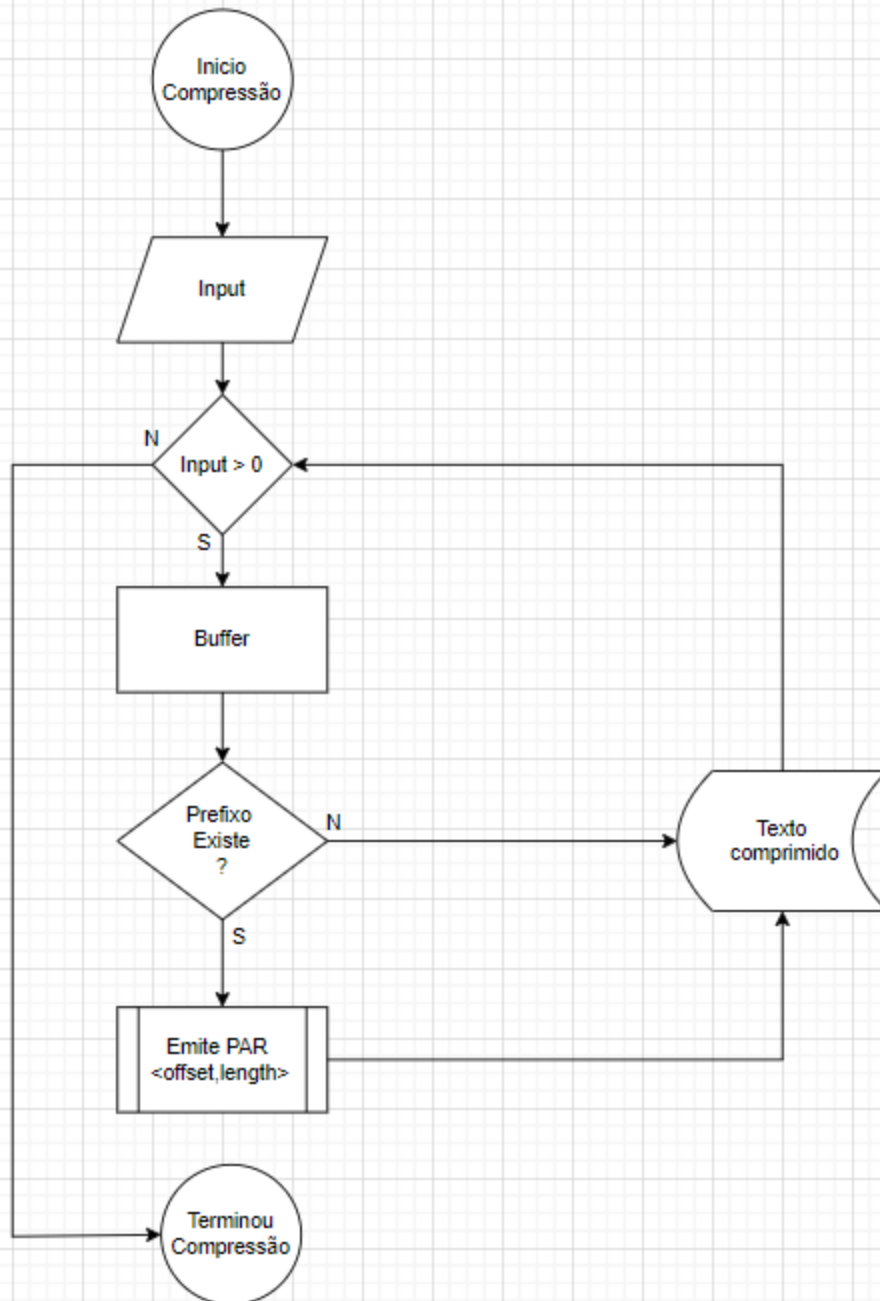 Inicio
Compressão
Input
N
Input > 0
S
Buffer
Prefixo
Existe
?
N
Texto
comprimido
S
Emite PAR
<offset,length>
Terminou
Compressão